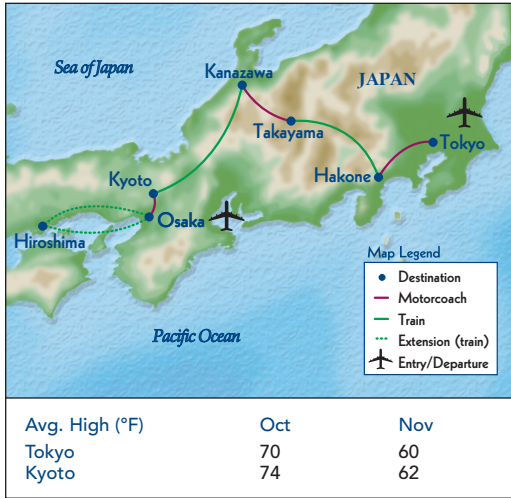 Sea of Japan
Kanazawa
JAPAN
Takayama
Tokyo
Hakone
Kyoto
Osaka
Hiroshima
Pacific Ocean
Map Legend
Destination
Motorcoach
Train
Extension (train)
Entry/Departure
Avg. High (°F) Oct Nov
Tokyo 70 60
Kyoto 74 62